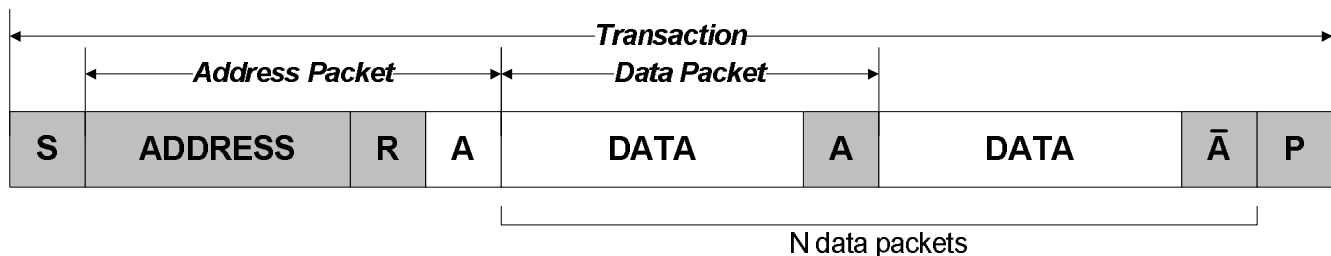 Transaction
Address Packet Data Packet
S ADDRESS R A DATA A DATA A̅ P
N data packets